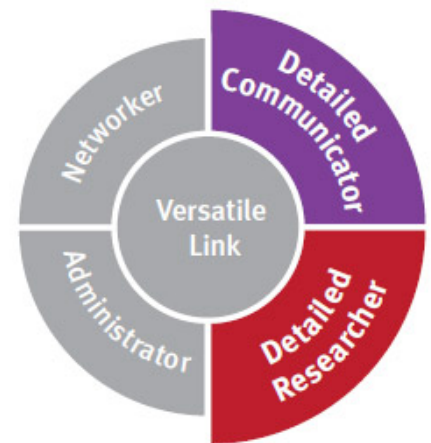 Networker
Detailed
Communicator
Versatile
Link
Administrator
Detailed
Researcher